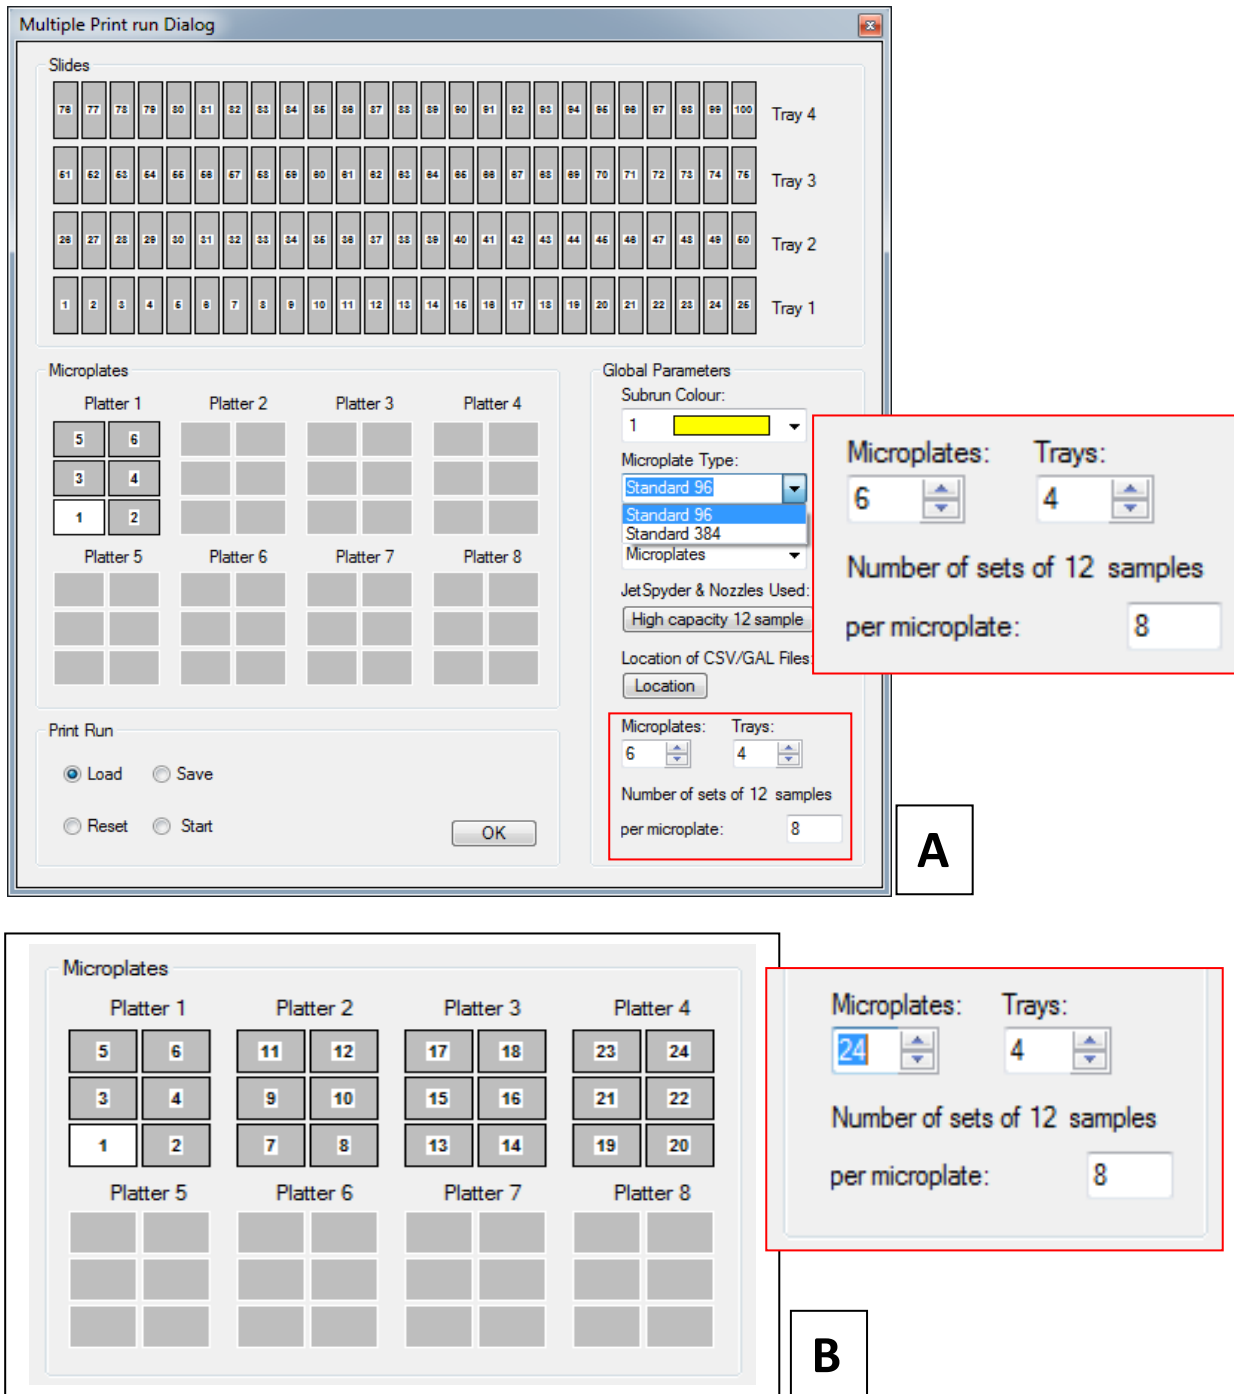 Multiple Print run Dialog
Slides
76 77 78 79 80 81 82 83 84 85 86 87 88 89 90 91 92 93 94 95 96 97 98 99 100 Tray 4
51 52 53 54 55 56 57 58 59 60 61 62 63 64 65 66 67 68 69 70 71 72 73 74 75 Tray 3
26 27 28 29 30 31 32 33 34 35 36 37 38 39 40 41 42 43 44 45 46 47 48 49 50 Tray 2
1 2 3 4 5 6 7 8 9 10 11 12 13 14 15 16 17 18 19 20 21 22 23 24 25 Tray 1
Microplates
Platter 1 Platter 2 Platter 3 Platter 4
5 6
3 4
1 2
Platter 5 Platter 6 Platter 7 Platter 8
Print Run
Load Save
Reset Start
OK
Global Parameters
Subrun Colour:
1
Microplate Type:
Standard 96
Standard 96
Standard 384
Microplates
JetSpyder & Nozzles Used:
High capacity 12 sample
Location of CSV/GAL Files:
Location
Microplates: Trays:
6 4
Number of sets of 12 samples
per microplate: 8
Microplates: Trays:
6 4
Number of sets of 12 samples
per microplate: 8
A
Microplates
Platter 1 Platter 2 Platter 3 Platter 4
5 6 11 12 17 18 23 24
3 4 9 10 15 16 21 22
1 2 7 8 13 14 19 20
Platter 5 Platter 6 Platter 7 Platter 8
Microplates: Trays:
24 4
Number of sets of 12 samples
per microplate: 8
B